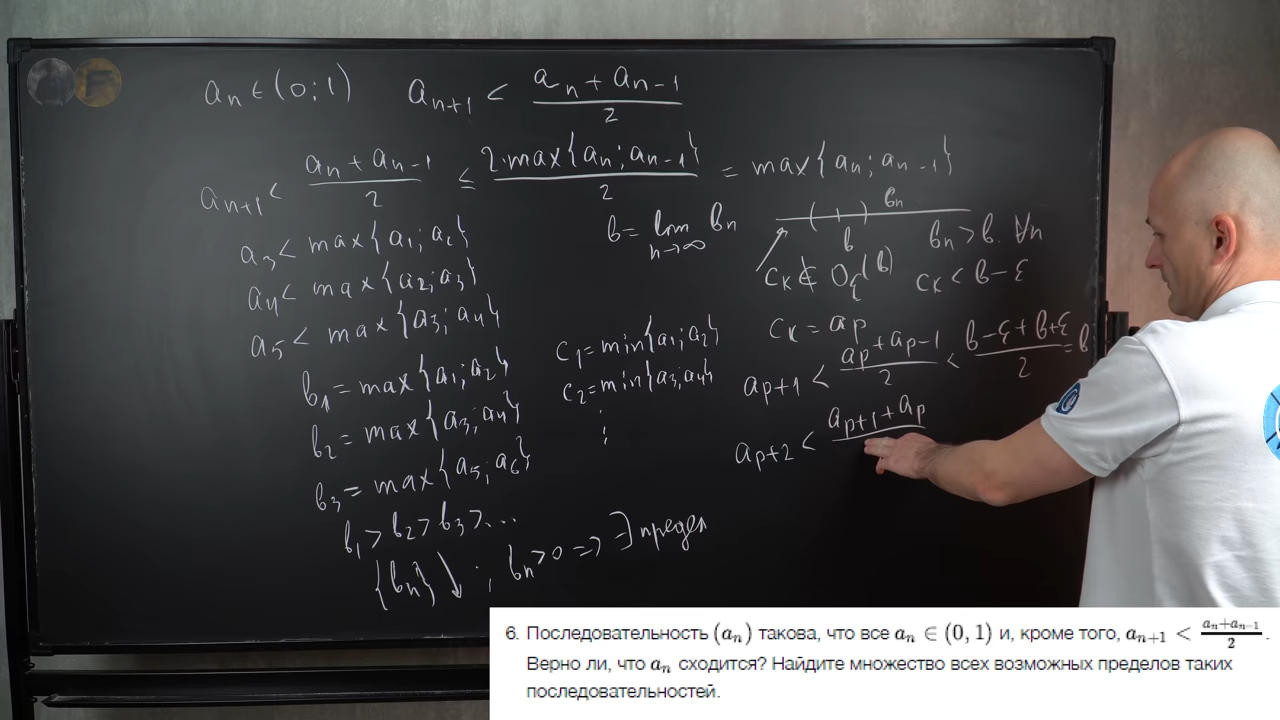 aₙ ∈ (0;1) aₙ₊₁ < (aₙ + aₙ₋₁)/2
aₙ₊₁ < (aₙ + aₙ₋₁)/2 ≤ 2·max{aₙ; aₙ₋₁}/2 = max{aₙ; aₙ₋₁}
a₃ < max{a₁; a₂}
a₄ < max{a₂; a₃}
a₅ < max{a₃; a₄}
b₁ = max{a₁; a₂}
b₂ = max{a₃; a₄}
b₃ = max{a₅; a₆}
b₁ > b₂ > b₃ > ...
{bₙ}↓; bₙ > 0 => ∃ предел
c₁ = min{a₁; a₂}
c₂ = min{a₃; a₄}
⋮
b = lim bₙ
n→∞
bₙ
b
bₙ > b ∀n
cₖ ∉ O_ε(b) cₖ < b − ε
cₖ = aₚ
aₚ₊₁ < (aₚ + aₚ₋₁)/2 < (b − ε + b + ε)/2 = b
aₚ₊₂ < (aₚ₊₁ + aₚ)
6. Последовательность (aₙ) такова, что все aₙ ∈ (0, 1) и, кроме того, aₙ₊₁ < (aₙ+aₙ₋₁)/2.
Верно ли, что aₙ сходится? Найдите множество всех возможных пределов таких
последовательностей.